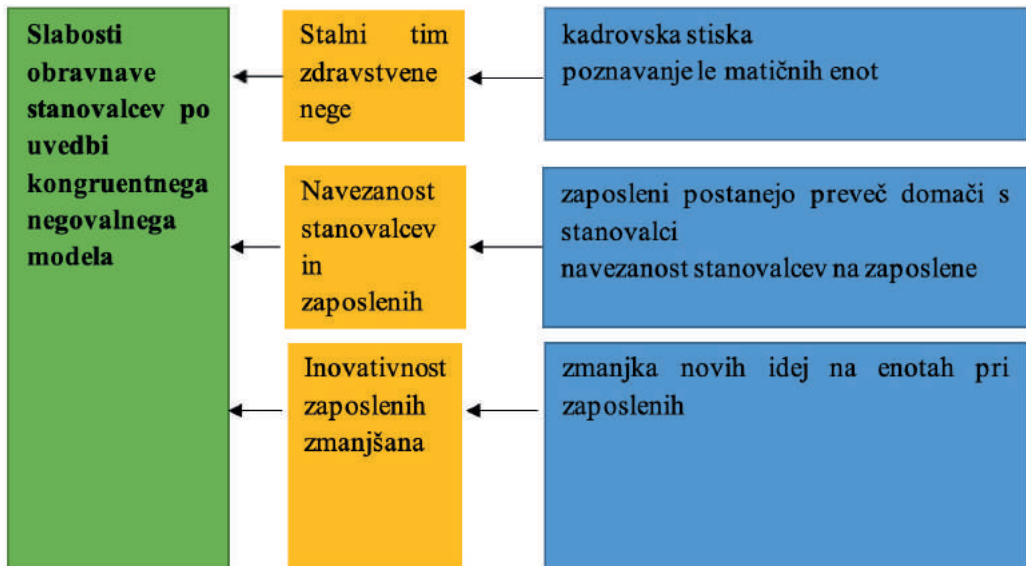 Slabosti
obravnave
stanovalcev po
uvedbi
kongruentnega
negovalnega
modela
Stalni tim
zdravstvene
nege
kadrovska stiska
poznavanje le matičnih enot
Navezanost
stanovalcev
in
zaposlenih
zaposleni postanejo preveč domači s
stanovalci
navezanost stanovalcev na zaposlene
Inovativnost
zaposlenih
zmanjšana
zmanjka novih idej na enotah pri
zaposlenih